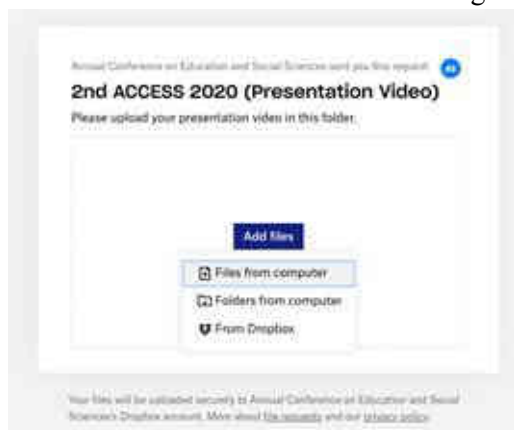 Annual Conference on Education and Social Sciences sent you this request
2nd ACCESS 2020 (Presentation Video)
Please upload your presentation video in this folder.
Add files
Files from computer
Folders from computer
From Dropbox
Your files will be uploaded securely to Annual Conference on Education and Social
Sciences's Dropbox account. More about file requests and our privacy policy.